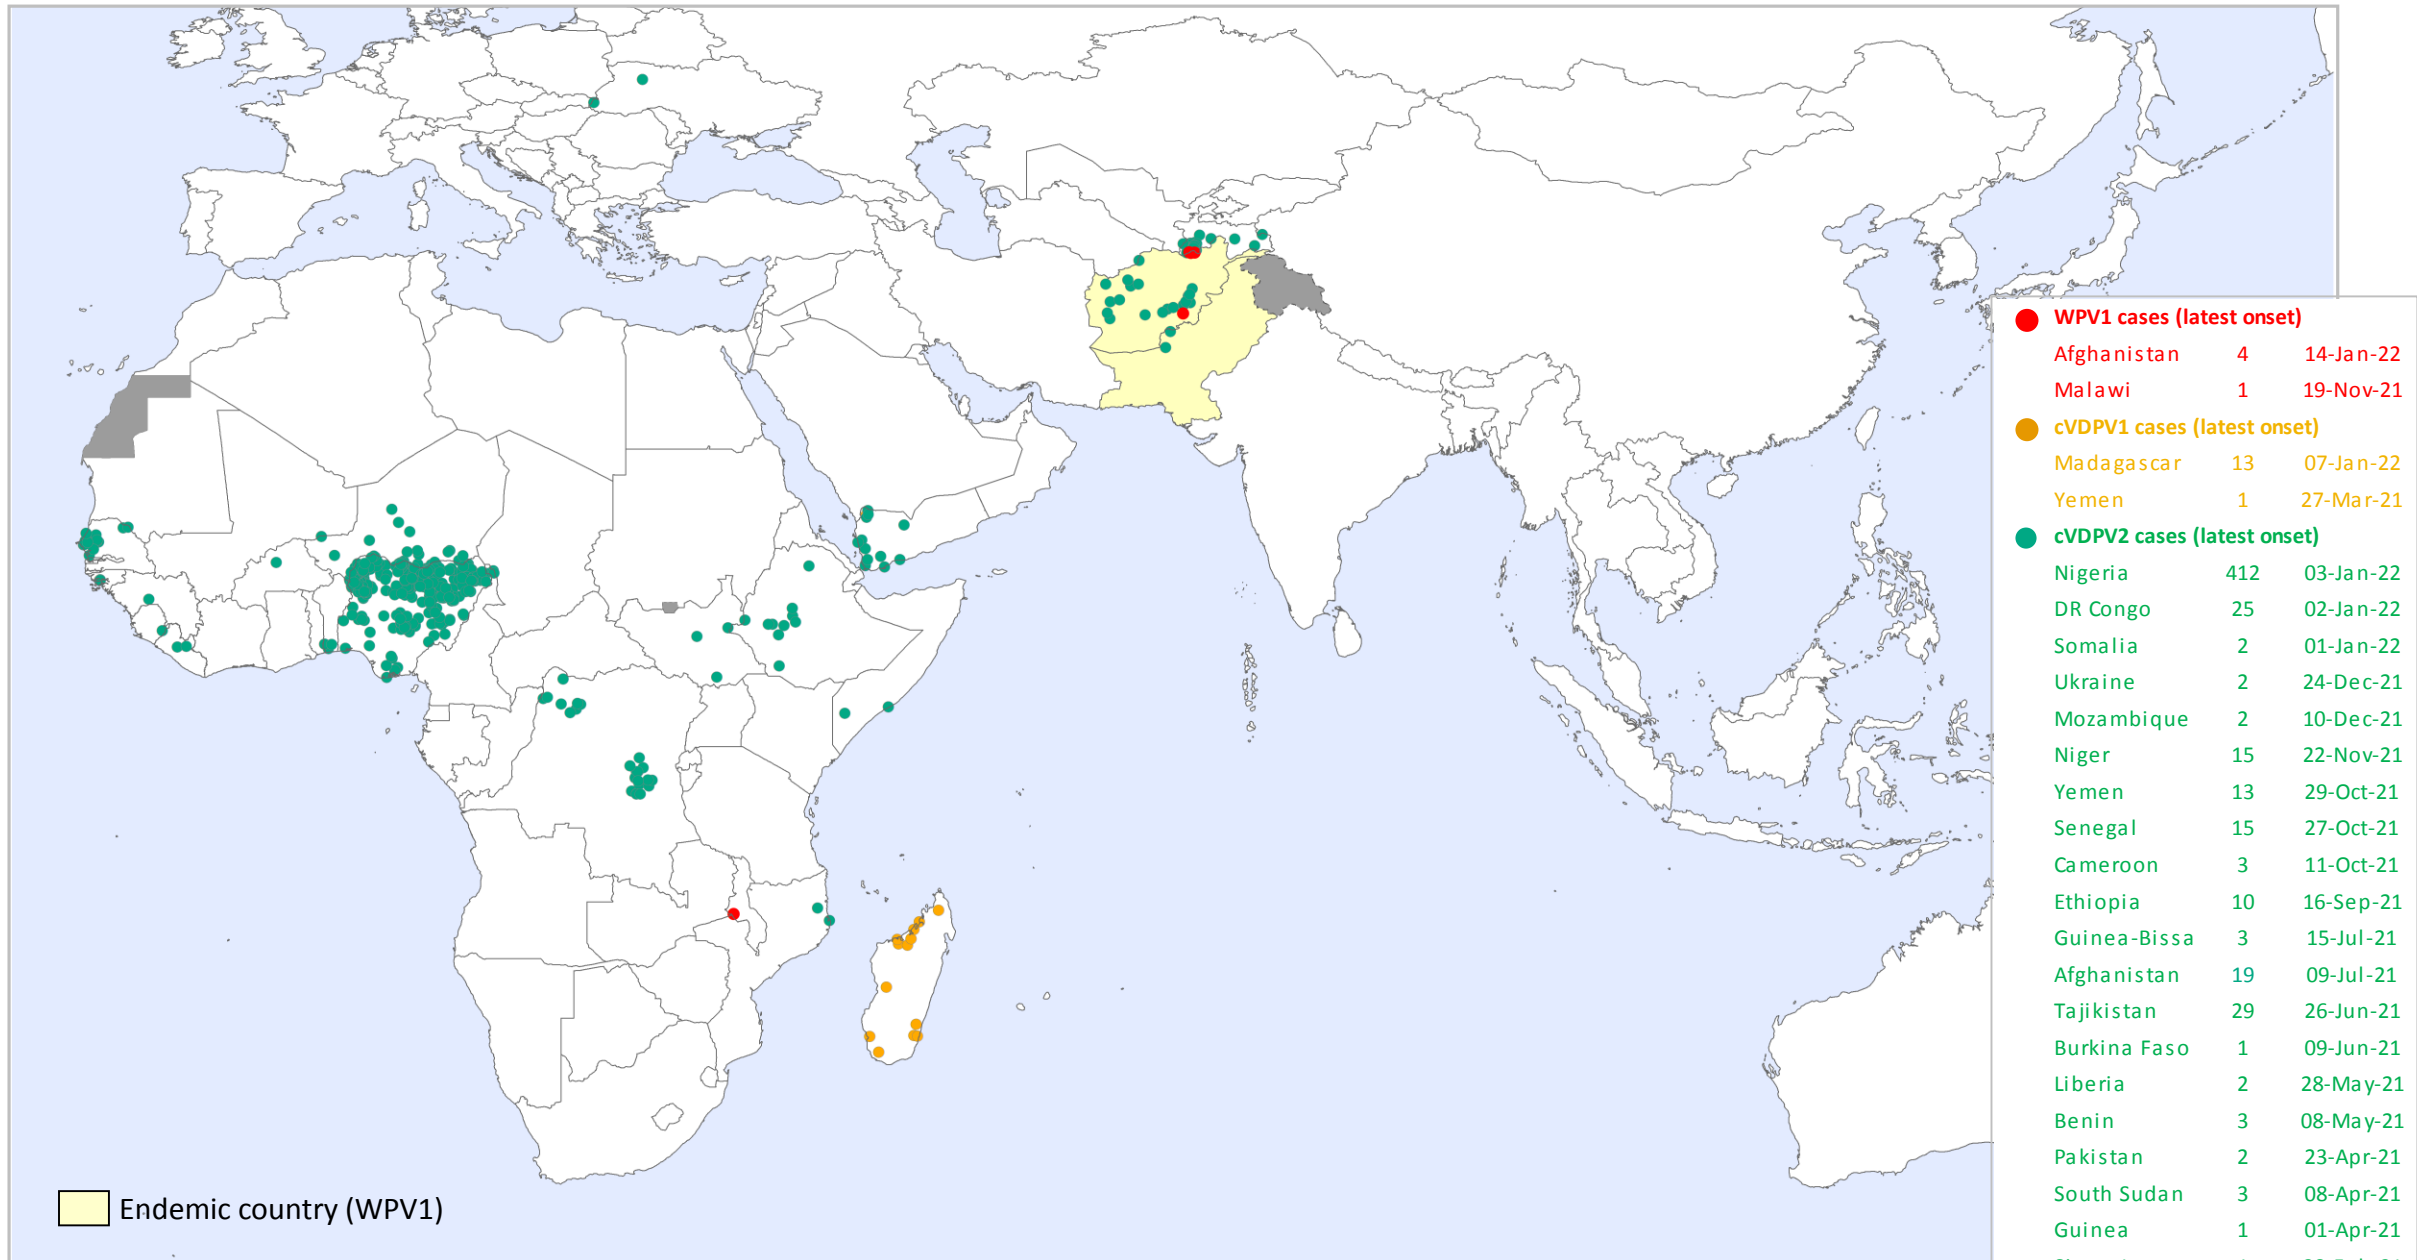 WPV1 cases (latest onset)
Afghanistan 4 14-Jan-22
Malawi 1 19-Nov-21
cVDPV1 cases (latest onset)
Madagascar 13 07-Jan-22
Yemen 1 27-Mar-21
cVDPV2 cases (latest onset)
Nigeria 412 03-Jan-22
DR Congo 25 02-Jan-22
Somalia 2 01-Jan-22
Ukraine 2 24-Dec-21
Mozambique 2 10-Dec-21
Niger 15 22-Nov-21
Yemen 13 29-Oct-21
Senegal 15 27-Oct-21
Cameroon 3 11-Oct-21
Ethiopia 10 16-Sep-21
Guinea-Bissa 3 15-Jul-21
Afghanistan 19 09-Jul-21
Tajikistan 29 26-Jun-21
Burkina Faso 1 09-Jun-21
Liberia 2 28-May-21
Benin 3 08-May-21
Pakistan 2 23-Apr-21
South Sudan 3 08-Apr-21
Guinea 1 01-Apr-21
Endemic country (WPV1)